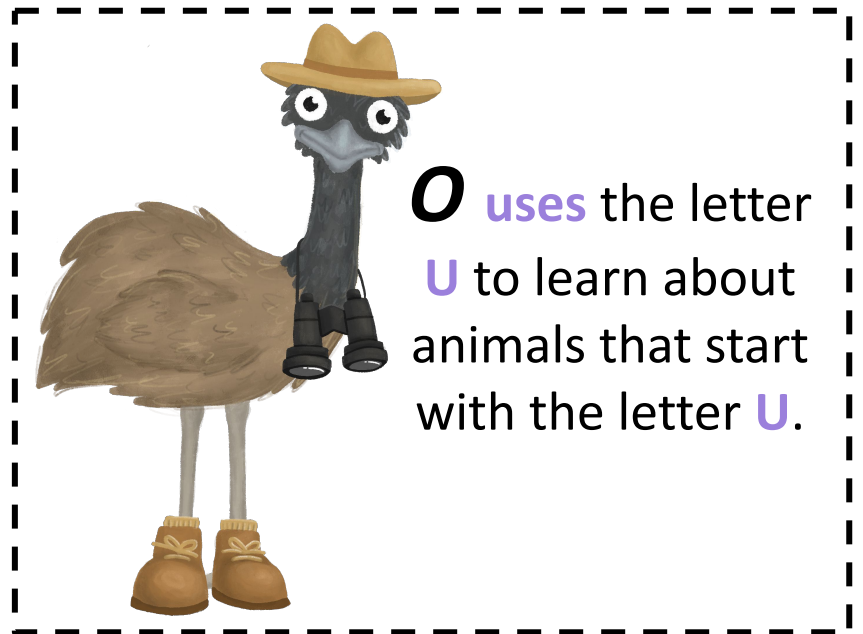 O uses the letter
U to learn about
animals that start
with the letter U.